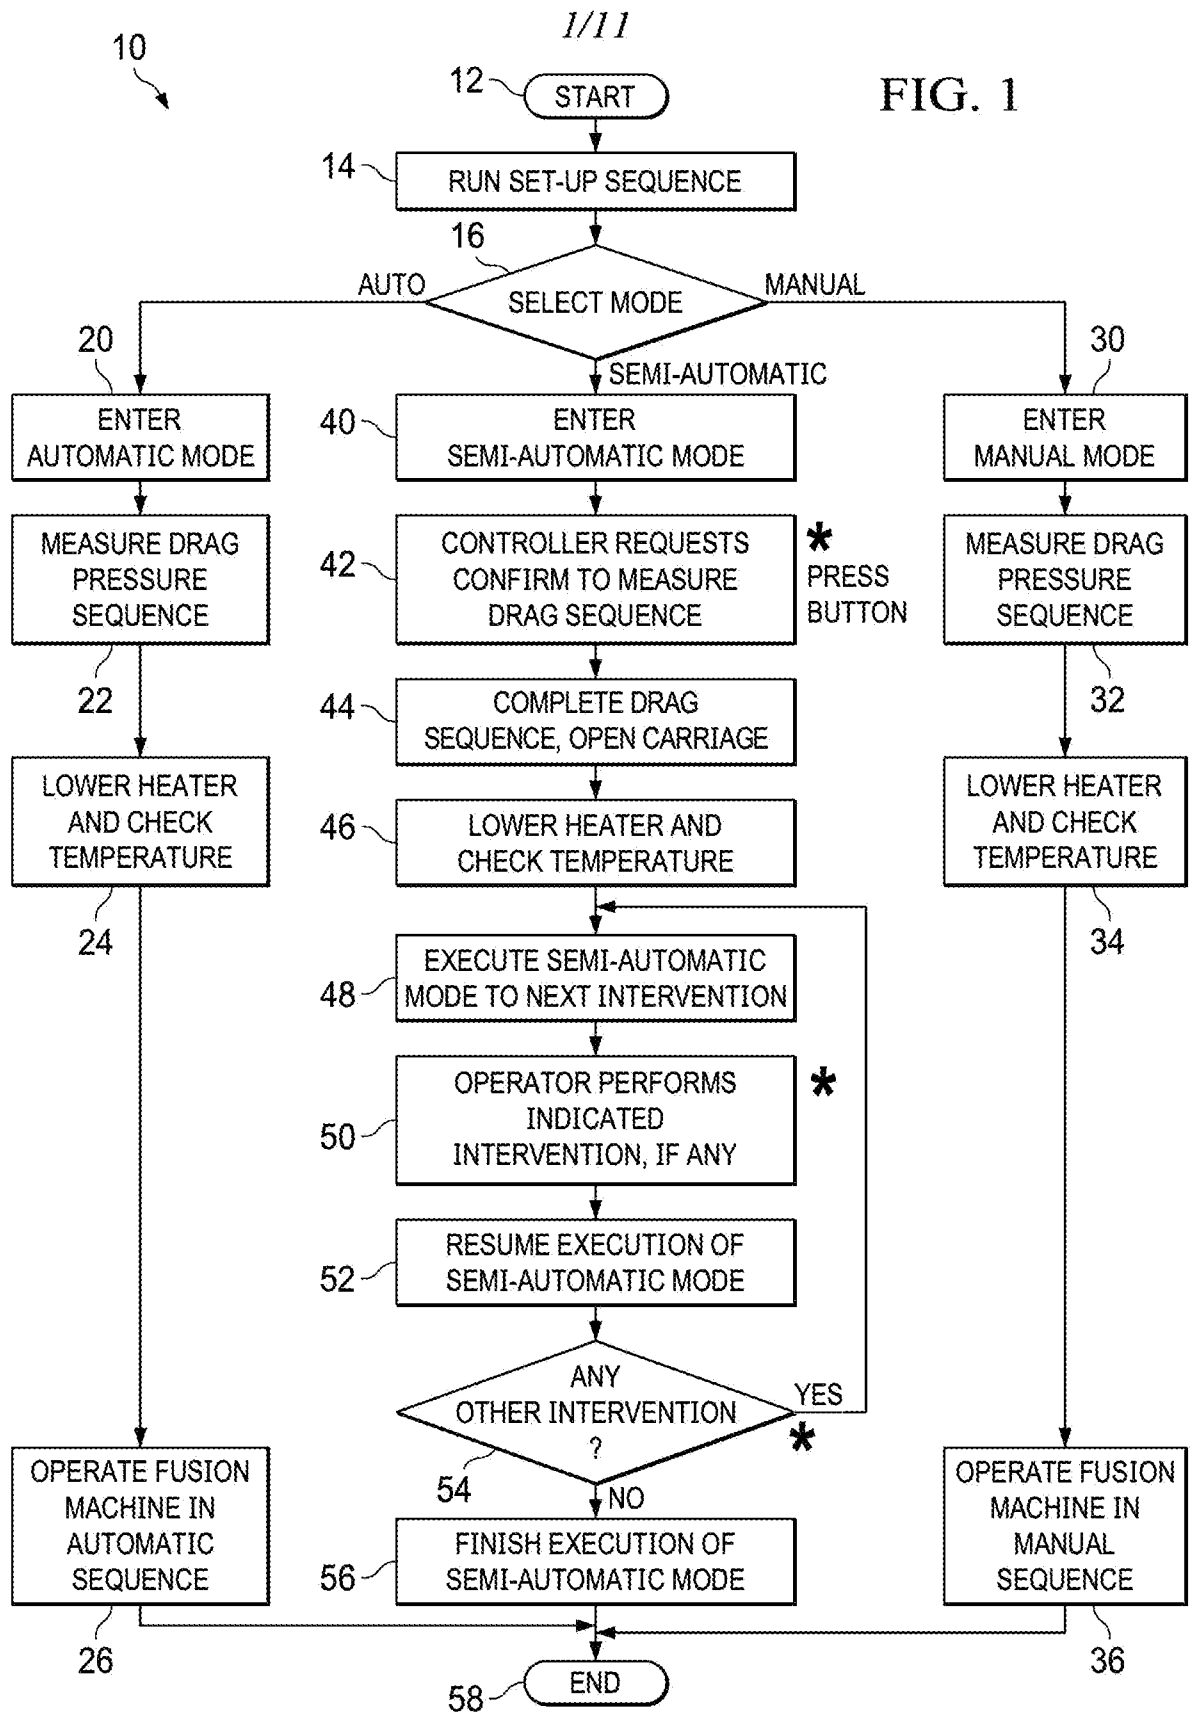 1/11
10
FIG. 1
12
START
14
RUN SET-UP SEQUENCE
16
SELECT MODE
AUTO
MANUAL
SEMI-AUTOMATIC
20
ENTER
AUTOMATIC MODE
MEASURE DRAG
PRESSURE
SEQUENCE
22
LOWER HEATER
AND CHECK
TEMPERATURE
24
OPERATE FUSION
MACHINE IN
AUTOMATIC
SEQUENCE
26
40
ENTER
SEMI-AUTOMATIC MODE
42
CONTROLLER REQUESTS
CONFIRM TO MEASURE
DRAG SEQUENCE
*
PRESS
BUTTON
44
COMPLETE DRAG
SEQUENCE, OPEN CARRIAGE
46
LOWER HEATER AND
CHECK TEMPERATURE
48
EXECUTE SEMI-AUTOMATIC
MODE TO NEXT INTERVENTION
50
OPERATOR PERFORMS
INDICATED
INTERVENTION, IF ANY
*
52
RESUME EXECUTION OF
SEMI-AUTOMATIC MODE
ANY
OTHER INTERVENTION
?
54
YES
*
NO
56
FINISH EXECUTION OF
SEMI-AUTOMATIC MODE
30
ENTER
MANUAL MODE
MEASURE DRAG
PRESSURE
SEQUENCE
32
LOWER HEATER
AND CHECK
TEMPERATURE
34
OPERATE FUSION
MACHINE IN
MANUAL
SEQUENCE
36
58
END